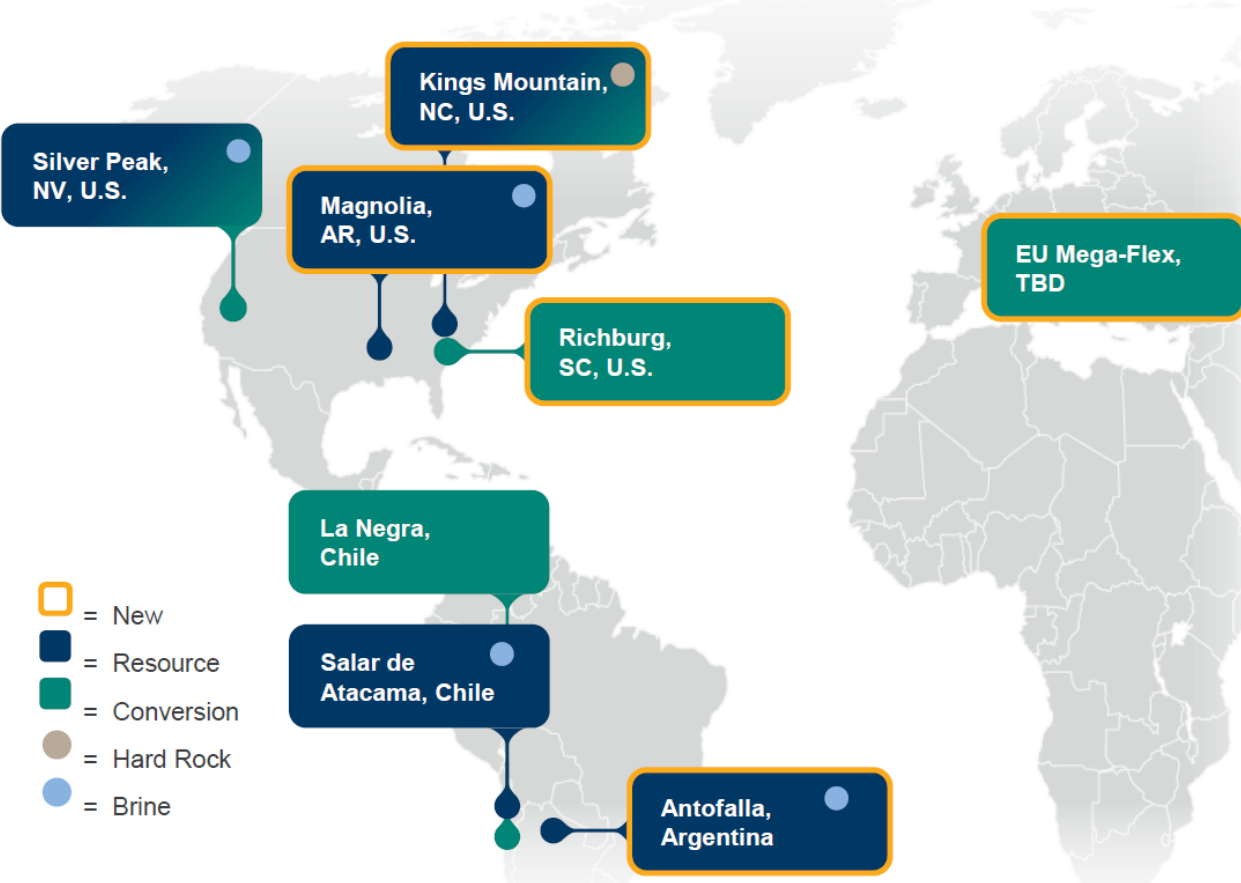 Kings Mountain,
NC, U.S.
Silver Peak,
NV, U.S.
Magnolia,
AR, U.S.
EU Mega-Flex,
TBD
Richburg,
SC, U.S.
La Negra,
Chile
Salar de
Atacama, Chile
Antofalla,
Argentina
= New
= Resource
= Conversion
= Hard Rock
= Brine